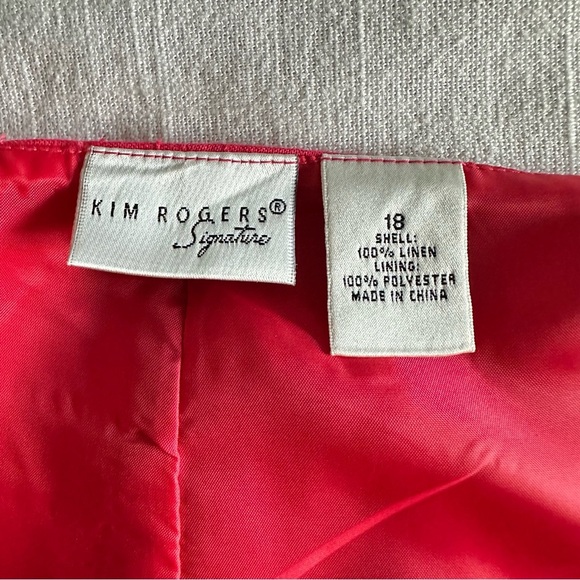 KIM ROGERS®
Signature
18
SHELL:
100% LINEN
LINING:
100% POLYESTER
MADE IN CHINA